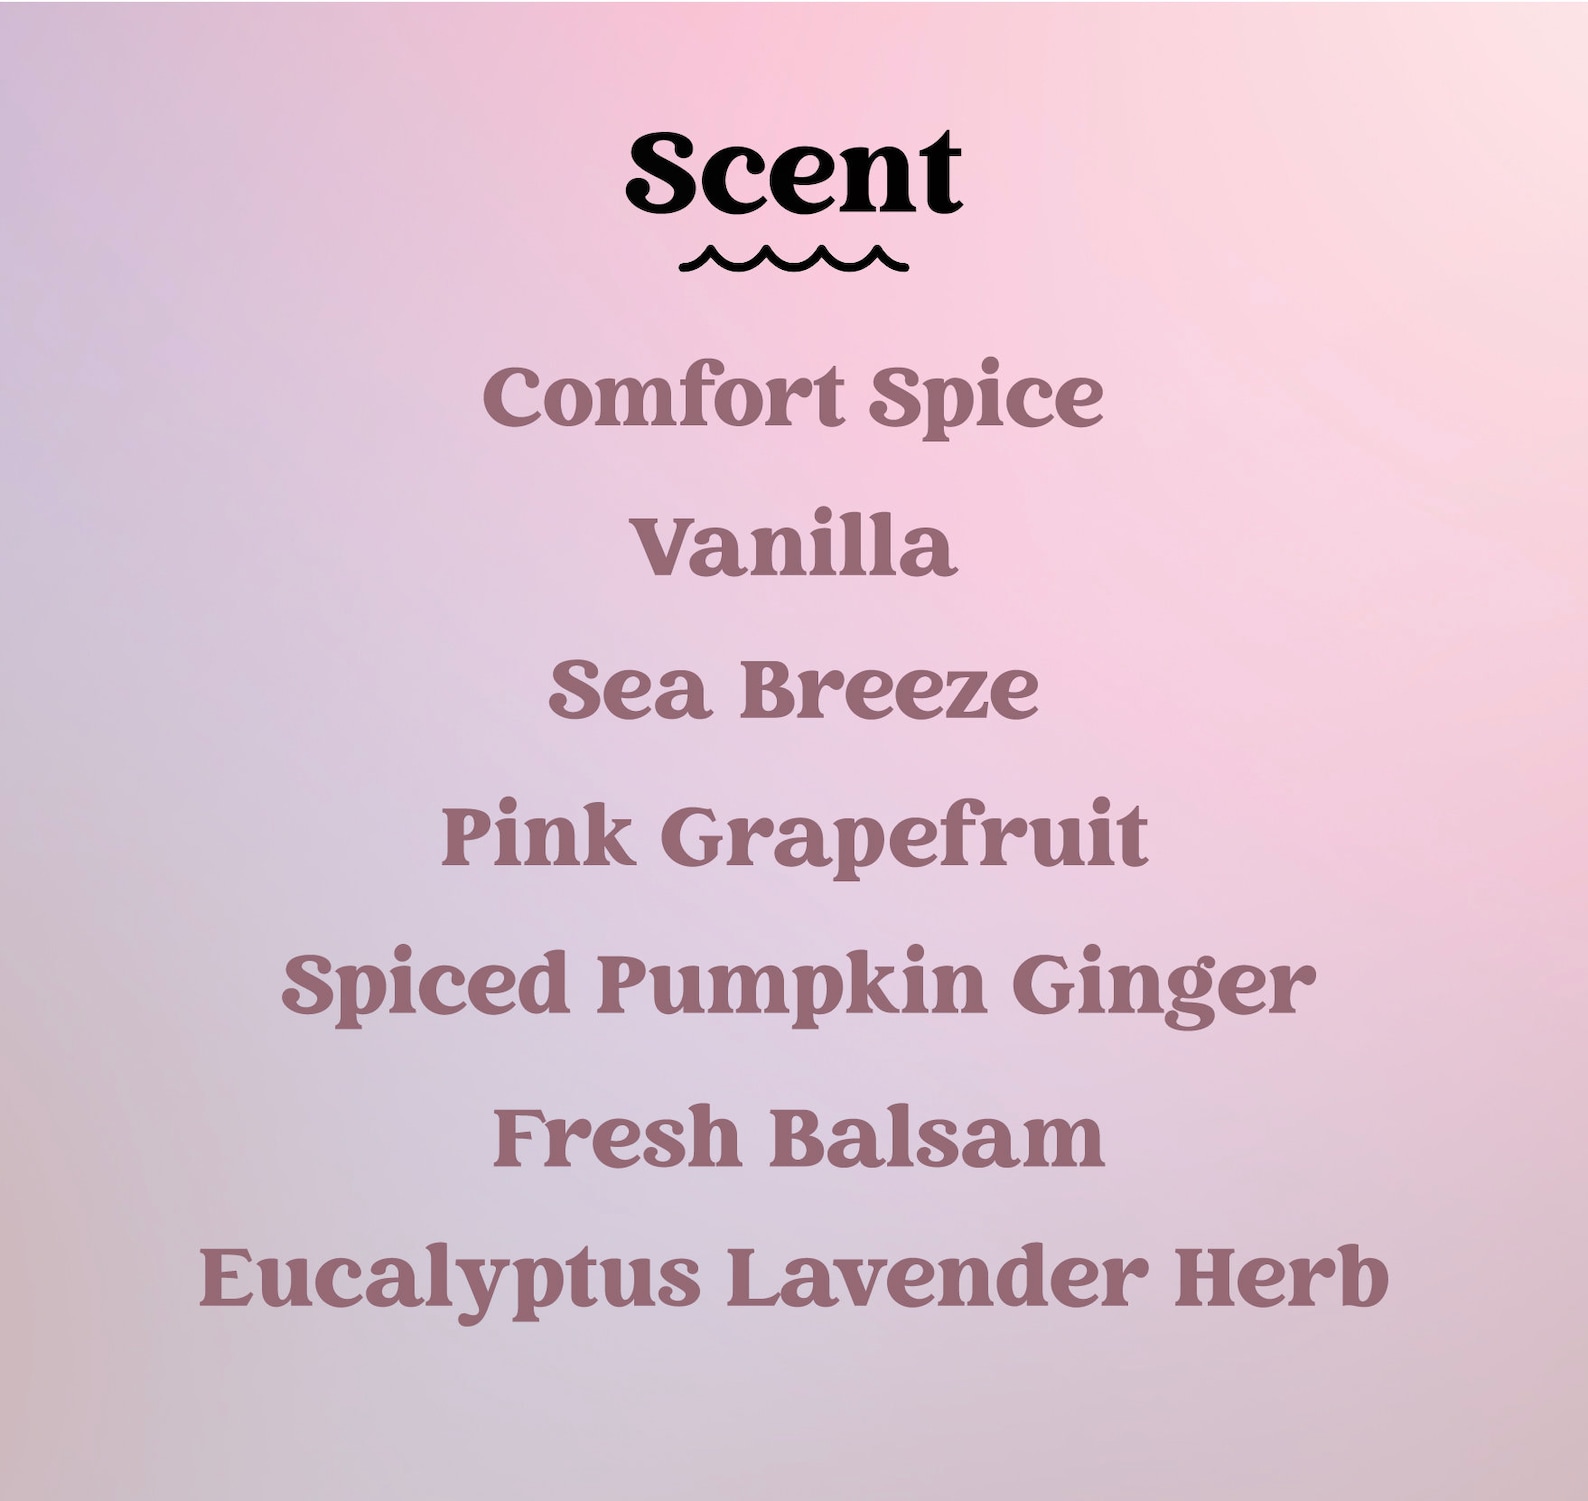 Scent
Comfort Spice
Vanilla
Sea Breeze
Pink Grapefruit
Spiced Pumpkin Ginger
Fresh Balsam
Eucalyptus Lavender Herb